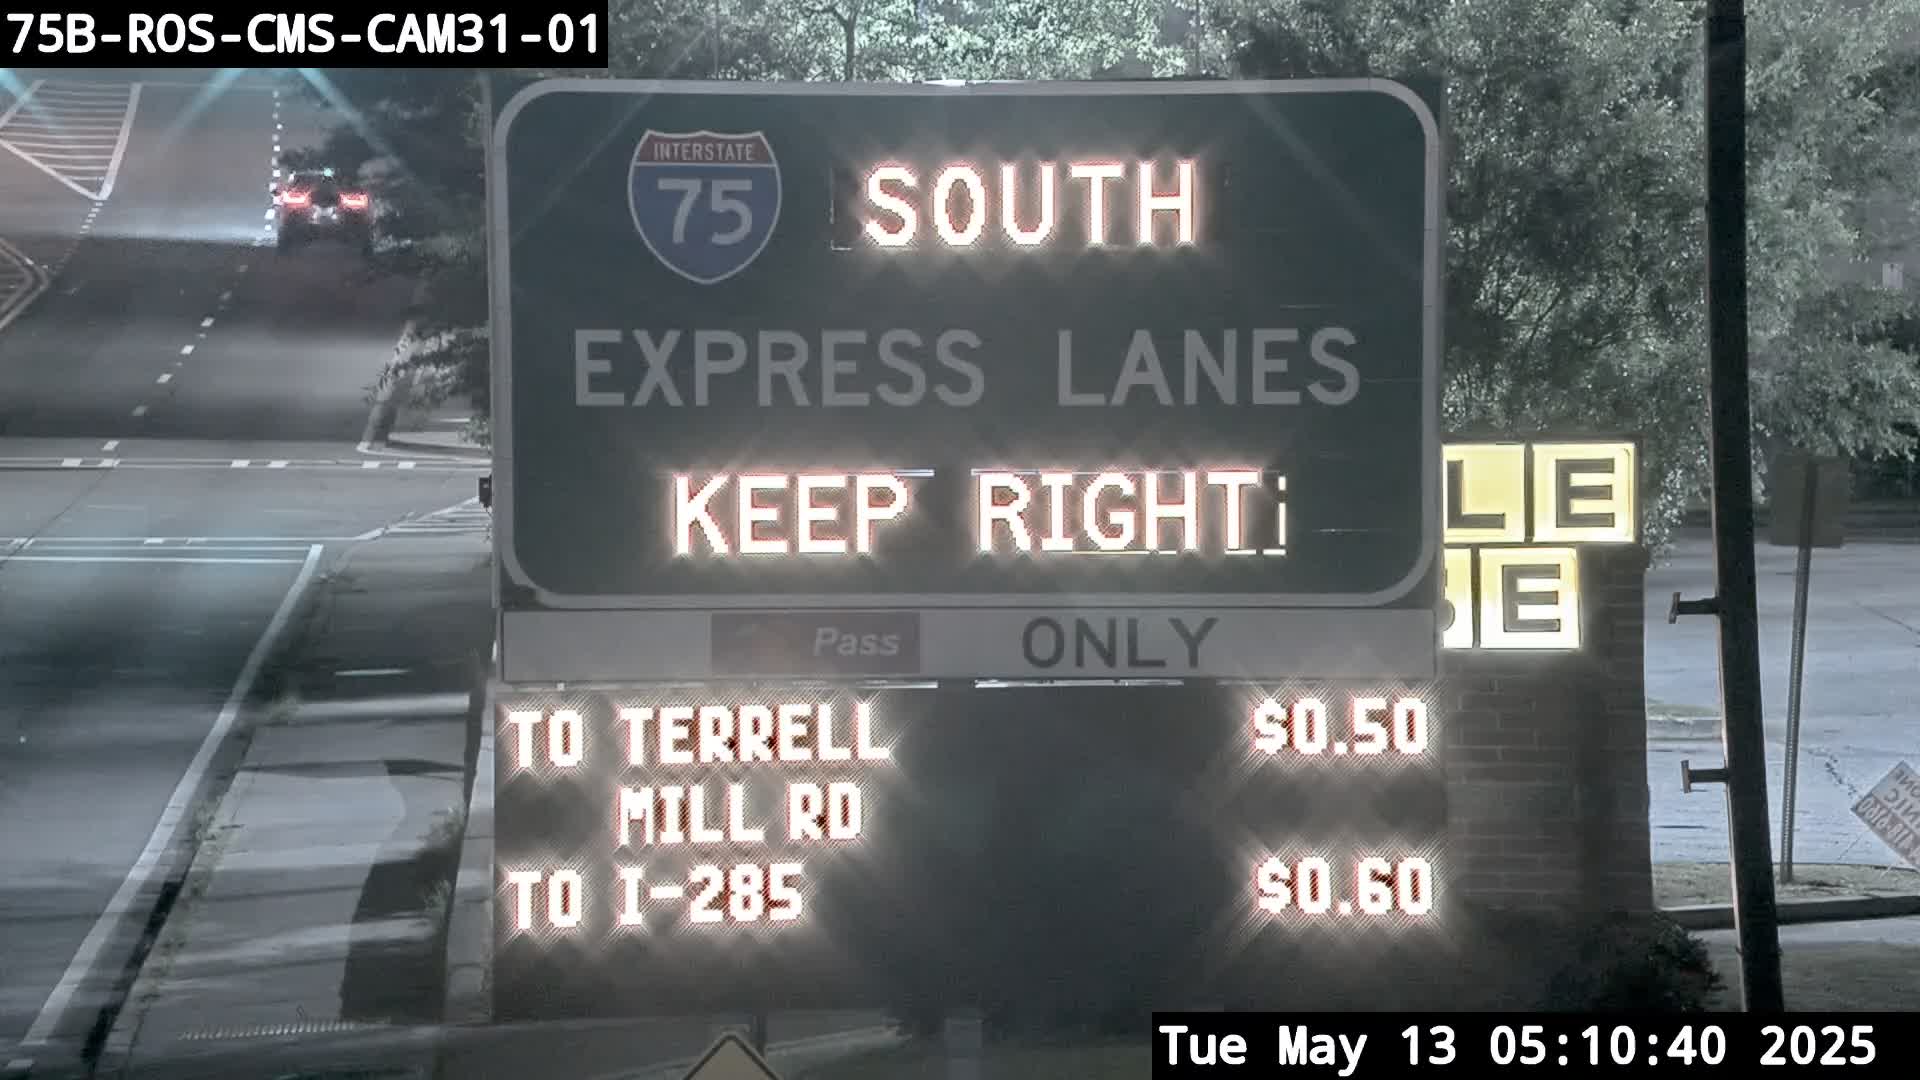 75B-ROS-CMS-CAM31-01
INTERSTATE
75
SOUTH
EXPRESS LANES
KEEP RIGHT
LE
E
Pass
ONLY
TO TERRELL
MILL RD
$0.50
TO I-285
$0.60
Tue May 13 05:10:40 2025